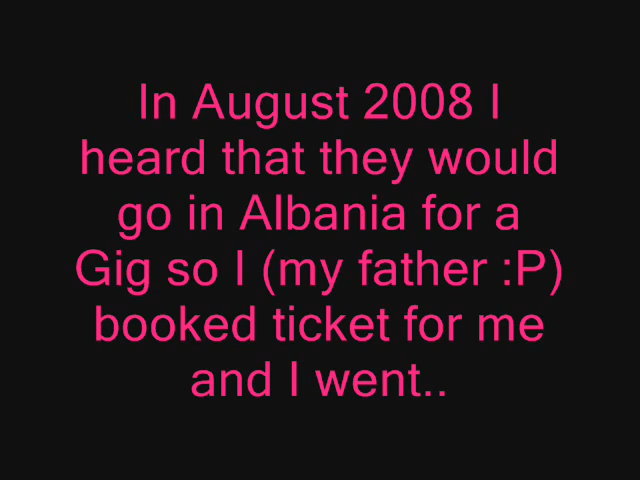 In August 2008 I
heard that they would
go in Albania for a
Gig so I (my father :P)
booked ticket for me
and I went..